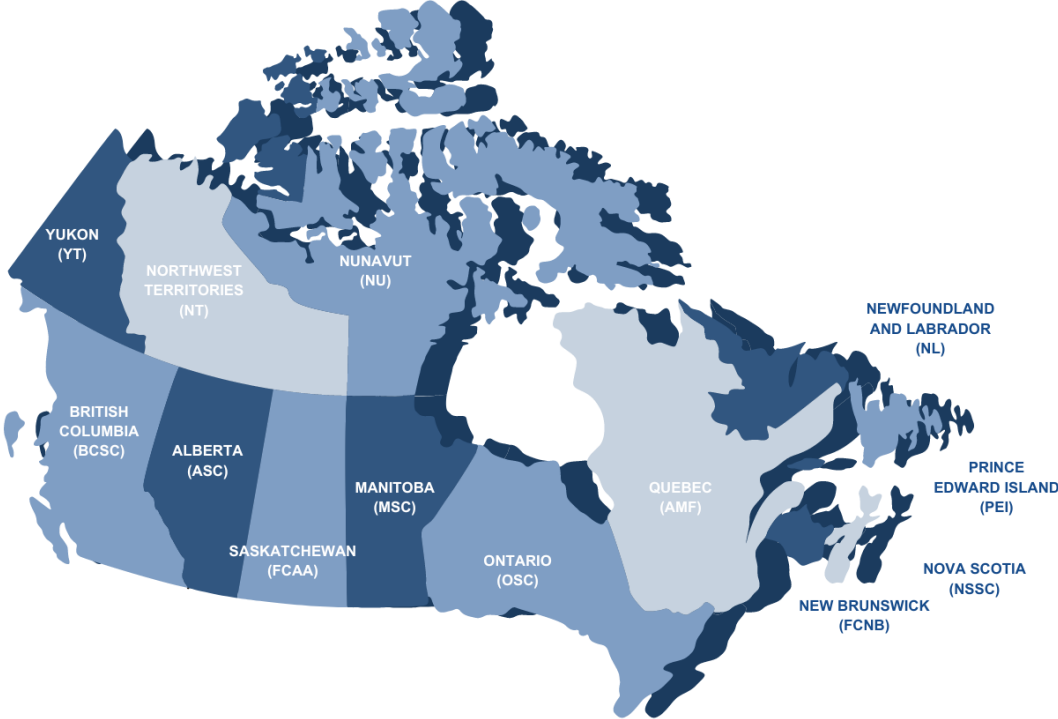 YUKON
(YT)
NORTHWEST
TERRITORIES
(NT)
NUNAVUT
(NU)
NEWFOUNDLAND
AND LABRADOR
(NL)
BRITISH
COLUMBIA
(BCSC)
ALBERTA
(ASC)
SASKATCHEWAN
(FCAA)
MANITOBA
(MSC)
ONTARIO
(OSC)
QUEBEC
(AMF)
PRINCE
EDWARD ISLAND
(PEI)
NOVA SCOTIA
(NSSC)
NEW BRUNSWICK
(FCNB)